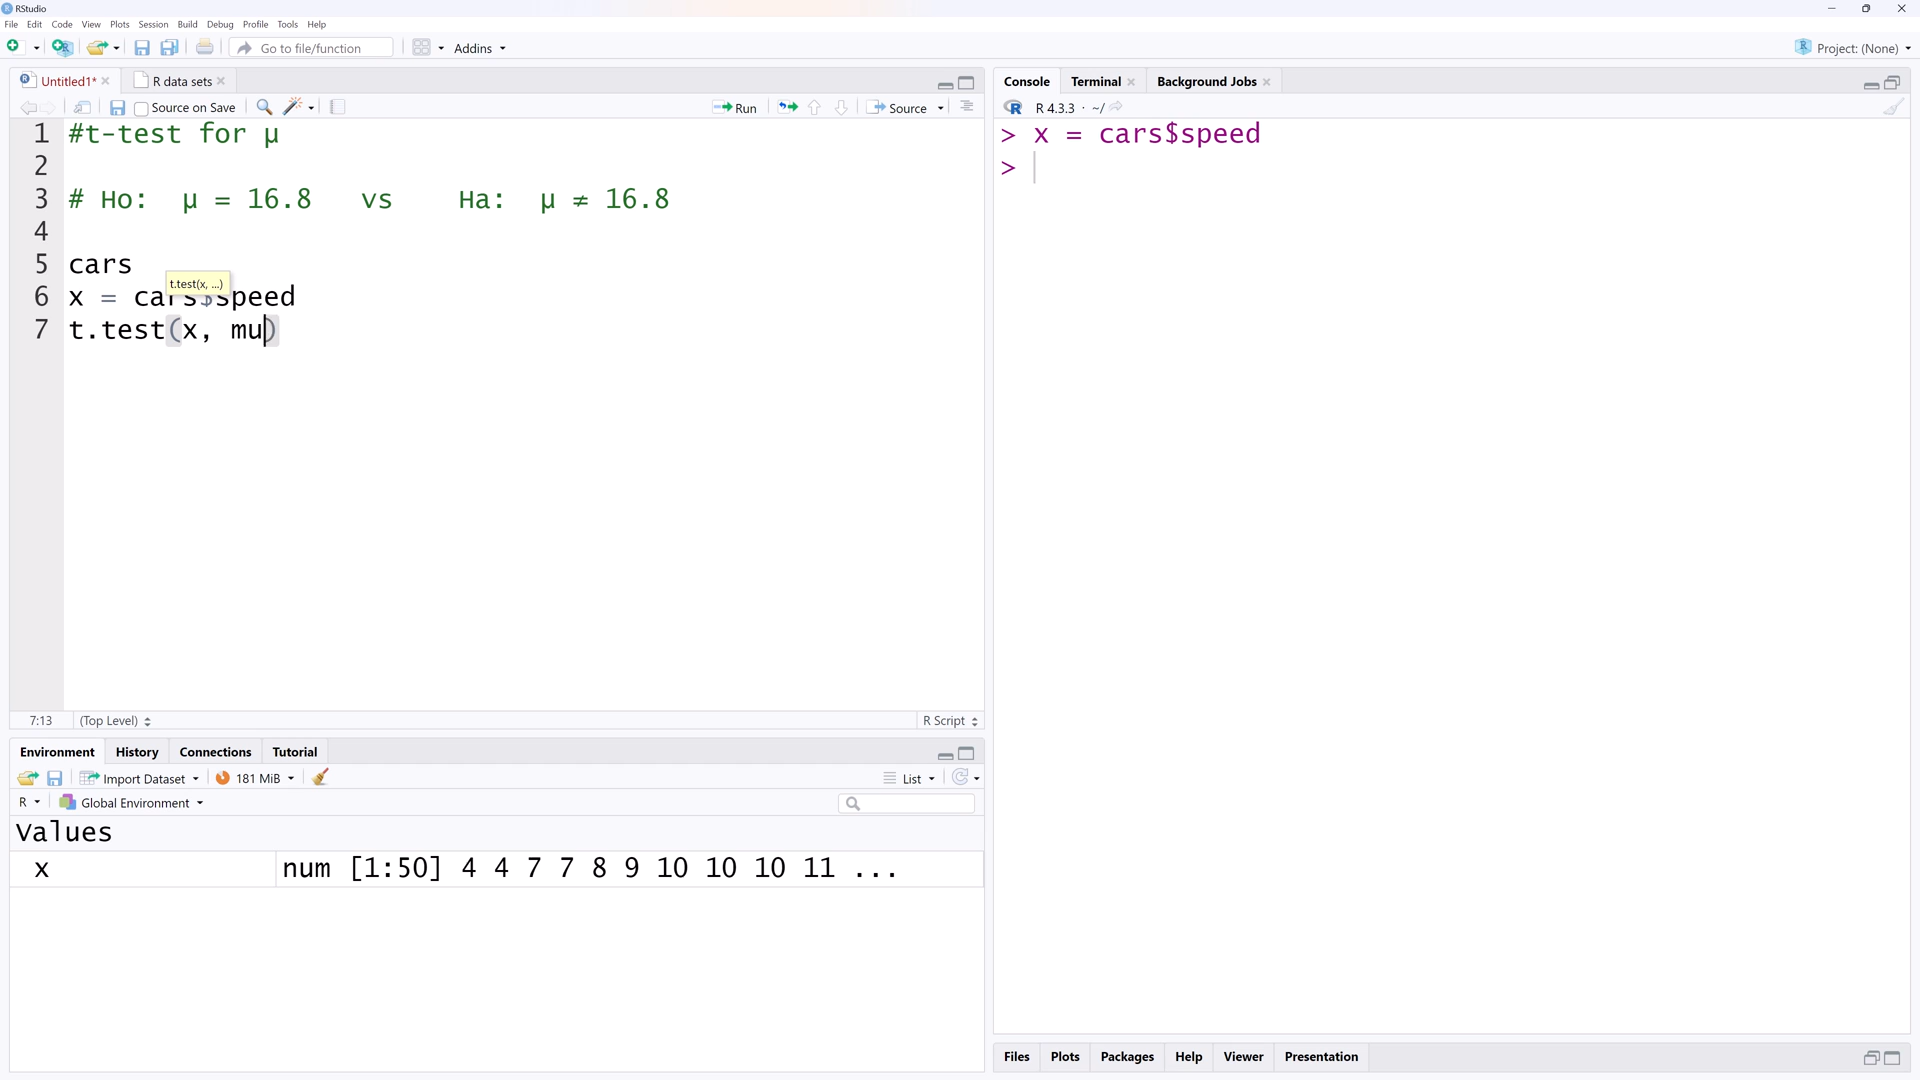 RStudio
File Edit Code View Plots Session Build Debug Profile Tools Help
Go to file/function Addins Project: (None)
Untitled1* R data sets
Source on Save Run Source
1 #t-test for µ
2
3 # Ho: µ = 16.8 vs Ha: µ ≠ 16.8
4
5 cars
t.test(x, ...)
6 x = cars$speed
7 t.test(x, mu)
7:13 (Top Level) R Script
Environment History Connections Tutorial
Import Dataset 181 MiB List
R Global Environment
Values
x num [1:50] 4 4 7 7 8 9 10 10 10 11 ...
Console Terminal Background Jobs
R 4.3.3 · ~/
> x = cars$speed
>
Files Plots Packages Help Viewer Presentation